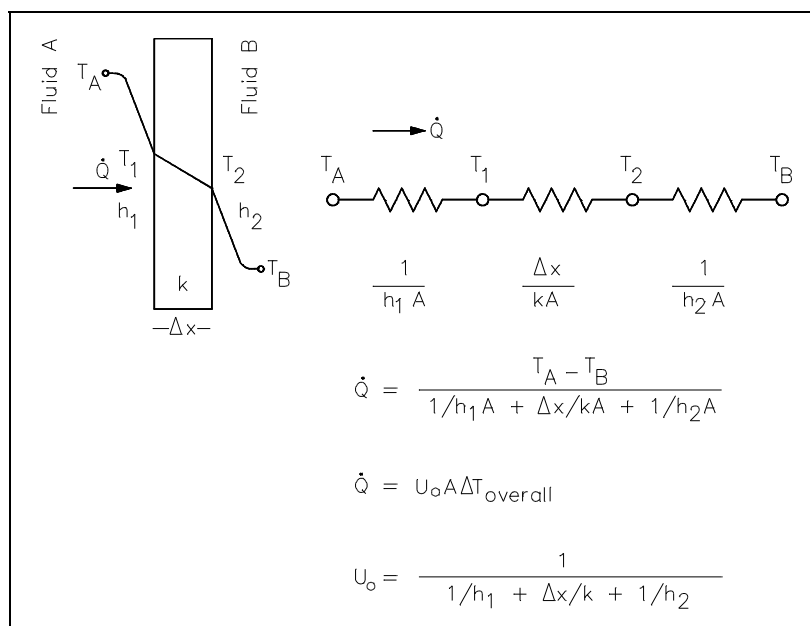 Fluid A
Fluid B
T_A
Q̇
T_1
T_2
h_1
h_2
k
T_B
Δx
Q̇
T_A
T_1
T_2
T_B
1 / h_1 A
Δx / kA
1 / h_2 A
Q̇ = (T_A − T_B) / (1/h_1A + Δx/kA + 1/h_2A)
Q̇ = U_o A ΔT_overall
U_o = 1 / (1/h_1 + Δx/k + 1/h_2)